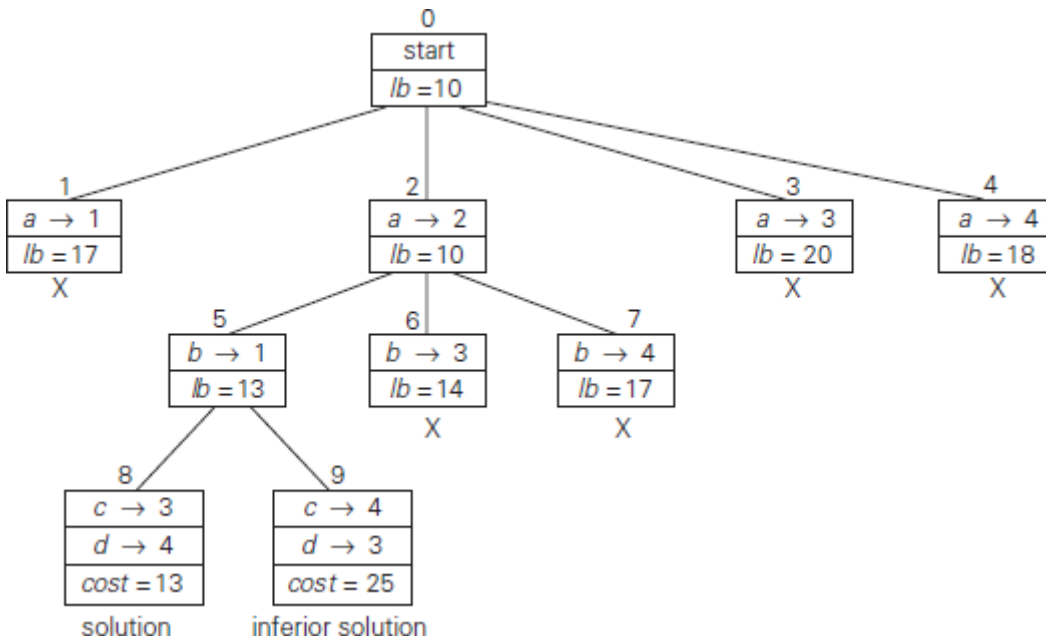 0
start
lb = 10
1 2 3 4
a → 1 a → 2 a → 3 a → 4
lb = 17 lb = 10 lb = 20 lb = 18
X X X
5 6 7
b → 1 b → 3 b → 4
lb = 13 lb = 14 lb = 17
X X
8 9
c → 3 c → 4
d → 4 d → 3
cost = 13 cost = 25
solution inferior solution